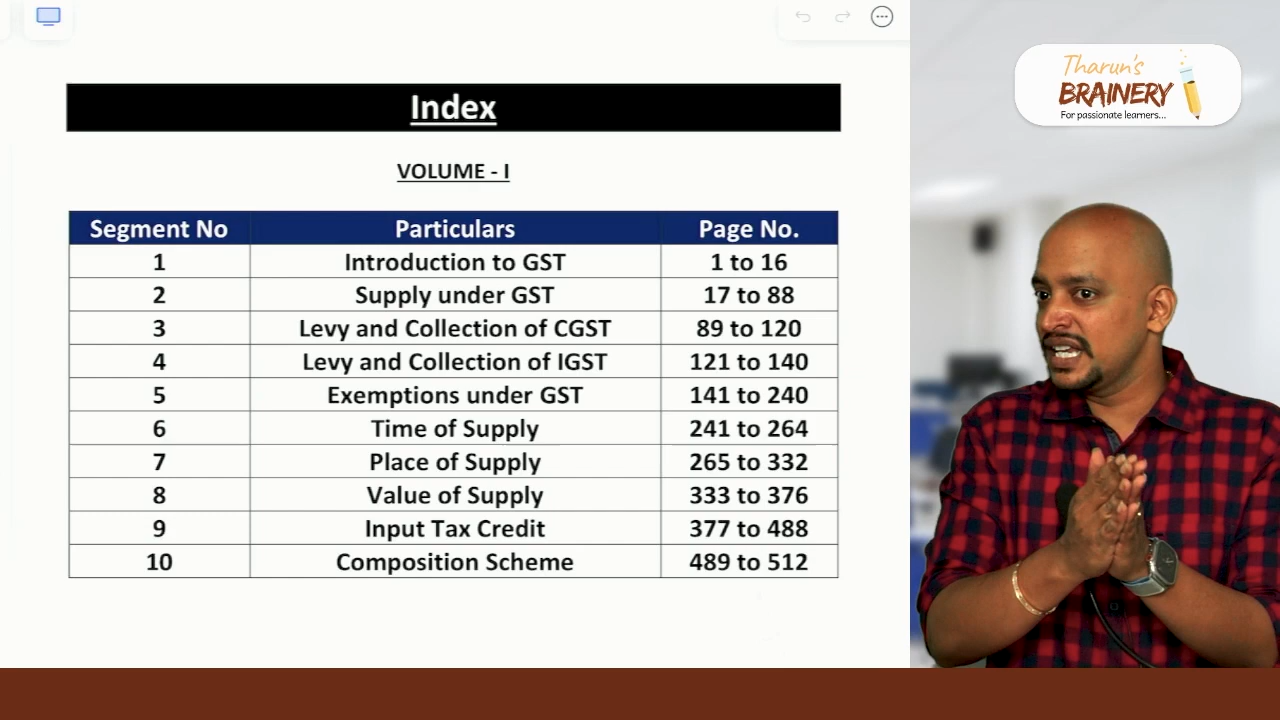 Index
VOLUME - I
Segment No Particulars Page No.
1 Introduction to GST 1 to 16
2 Supply under GST 17 to 88
3 Levy and Collection of CGST 89 to 120
4 Levy and Collection of IGST 121 to 140
5 Exemptions under GST 141 to 240
6 Time of Supply 241 to 264
7 Place of Supply 265 to 332
8 Value of Supply 333 to 376
9 Input Tax Credit 377 to 488
10 Composition Scheme 489 to 512
Tharun's
BRAINERY
For passionate learners...